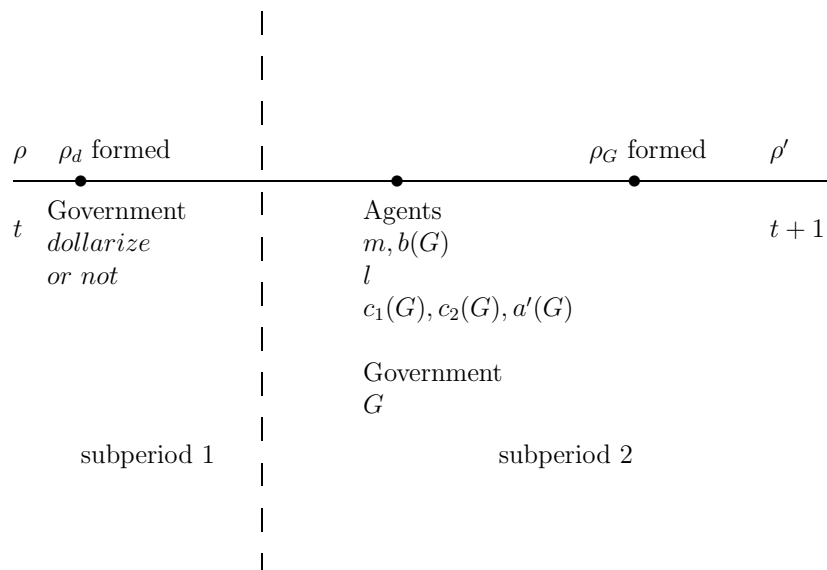 ρ ρ_d formed ρ_G formed ρ′
t Government Agents t + 1
dollarize m, b(G)
or not l
c_1(G), c_2(G), a′(G)
Government
G
subperiod 1 subperiod 2